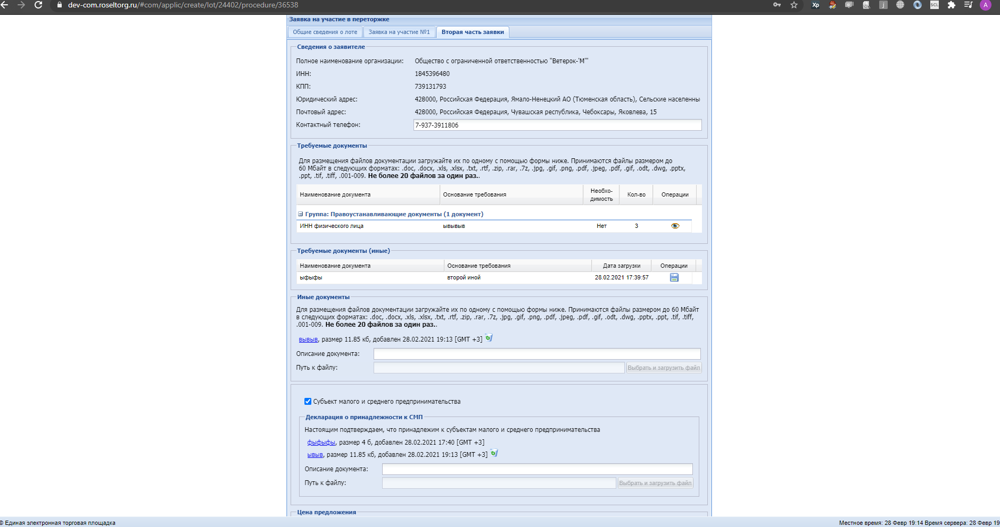 dev-com.roseltorg.ru/#com/applic/create/lot/24402/procedure/36538
Xp
j
SCL
A
Заявка на участие в переторжке
Общие сведения о лоте Заявка на участие №1 Вторая часть заявки
Сведения о заявителе
Полное наименование организации: Общество с ограниченной ответственностью "Ветерок-'М'"
ИНН: 1845396480
КПП: 739131793
Юридический адрес: 428000, Российская Федерация, Ямало-Ненецкий АО (Тюменская область), Сельские населенны
Почтовый адрес: 428000, Российская Федерация, Чувашская республика, Чебоксары, Яковлева, 15
Контактный телефон: 7-937-3911806
Требуемые документы
Для размещения файлов документации загружайте их по одному с помощью формы ниже. Принимаются файлы размером до
60 Мбайт в следующих форматах: .doc, .docx, .xls, .xlsx, .txt, .rtf, .zip, .rar, .7z, .jpg, .gif, .png, .pdf, .jpeg, .pdf, .gif, .odt, .dwg, .pptx,
.ppt, .tif, .tiff, .001-009. Не более 20 файлов за один раз..
Наименование документа Основание требования Необхо-димость Кол-во Операции
Группа: Правоустанавливающие документы (1 документ)
ИНН физического лица ывывыв Нет 3
Требуемые документы (иные)
Наименование документа Основание требования Дата загрузки Операции
ыфыфы второй иной 28.02.2021 17:39:57
Иные документы
Для размещения файлов документации загружайте их по одному с помощью формы ниже. Принимаются файлы размером до 60 Мбайт
в следующих форматах: .doc, .docx, .xls, .xlsx, .txt, .rtf, .zip, .rar, .7z, .jpg, .gif, .png, .pdf, .jpeg, .pdf, .gif, .odt, .dwg, .pptx, .ppt, .tif, .tiff,
.001-009. Не более 20 файлов за один раз..
вывыв, размер 11.85 кб, добавлен 28.02.2021 19:13 [GMT +3]
Описание документа:
Путь к файлу: Выбрать и загрузить файл
Субъект малого и среднего предпринимательства
Декларация о принадлежности к СМП
Настоящим подтверждаем, что принадлежим к субъектам малого и среднего предпринимательства
фыфыфы, размер 4 б, добавлен 28.02.2021 17:40 [GMT +3]
ывыв, размер 11.85 кб, добавлен 28.02.2021 19:13 [GMT +3]
Описание документа:
Путь к файлу: Выбрать и загрузить файл
Цена предложения
© Единая электронная торговая площадка Местное время: 28 Февр 19:14 Время сервера: 28 Февр 19